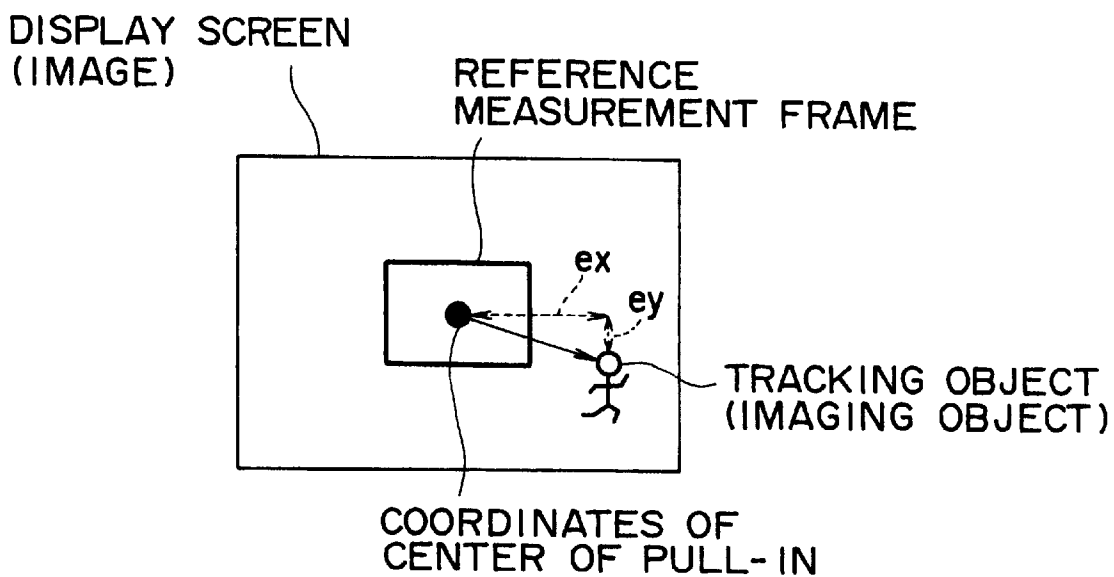 DISPLAY SCREEN
(IMAGE)
REFERENCE
MEASUREMENT FRAME
ex
ey
TRACKING OBJECT
(IMAGING OBJECT)
COORDINATES OF
CENTER OF PULL-IN